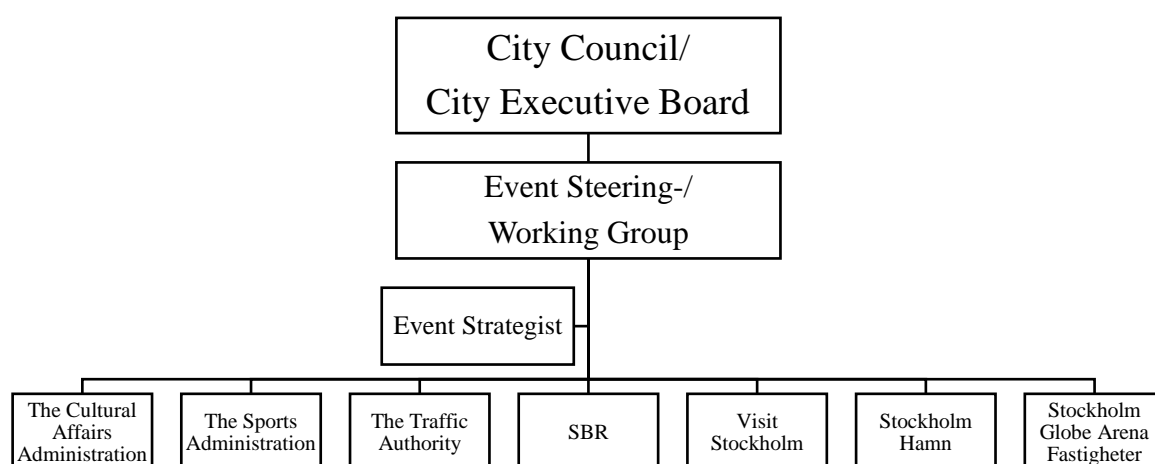 City Council/
City Executive Board
Event Steering-/
Working Group
Event Strategist
The Cultural
Affairs
Administration
The Sports
Administration
The Traffic
Authority
SBR
Visit
Stockholm
Stockholm
Hamn
Stockholm
Globe Arena
Fastigheter